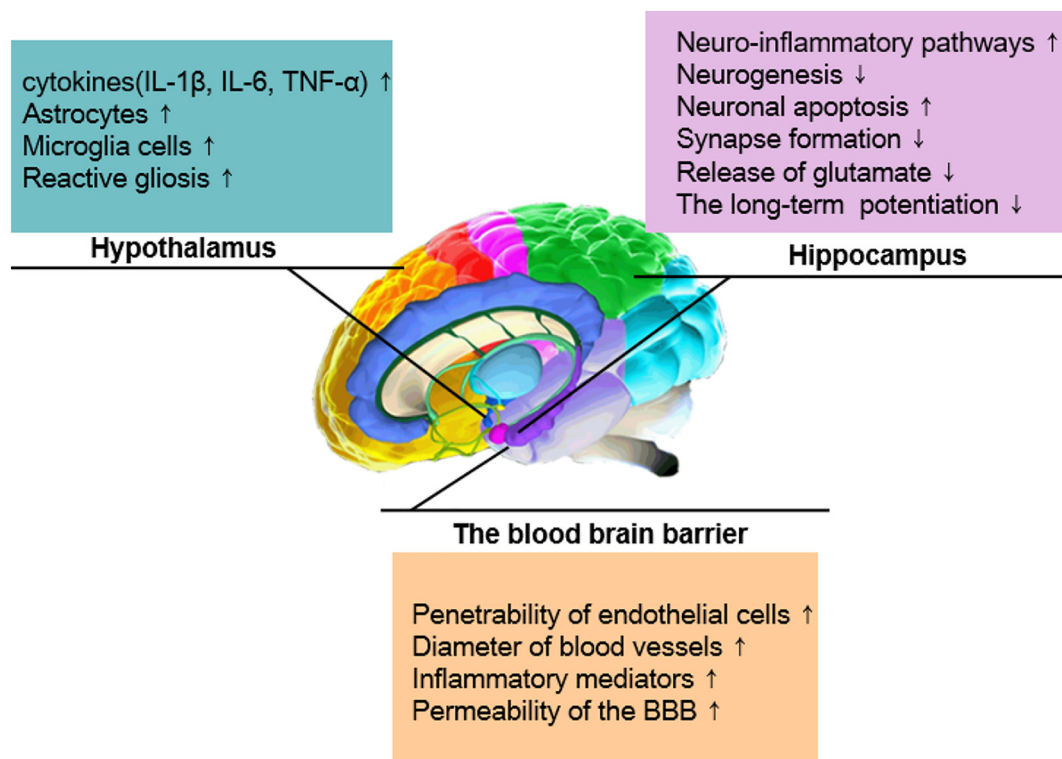 cytokines(IL-1β, IL-6, TNF-α) ↑
Astrocytes ↑
Microglia cells ↑
Reactive gliosis ↑
Hypothalamus
Neuro-inflammatory pathways ↑
Neurogenesis ↓
Neuronal apoptosis ↑
Synapse formation ↓
Release of glutamate ↓
The long-term potentiation ↓
Hippocampus
The blood brain barrier
Penetrability of endothelial cells ↑
Diameter of blood vessels ↑
Inflammatory mediators ↑
Permeability of the BBB ↑